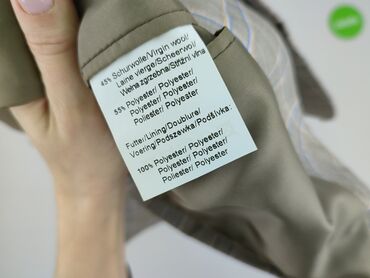 45% Schurwolle/Virgin wool/
Laine vierge/Scheerwol/
Wełna zgrzebna/Střižní vlna
55% Polyester/ Polyester/
Polyester/ Polyester/
Poliester/ Polyester
Futter/Lining/Doublure/
Voering/Podszewka/Podšívka:
100% Polyester/ Polyester/
Polyester/ Polyester/
Poliester/ Polyester